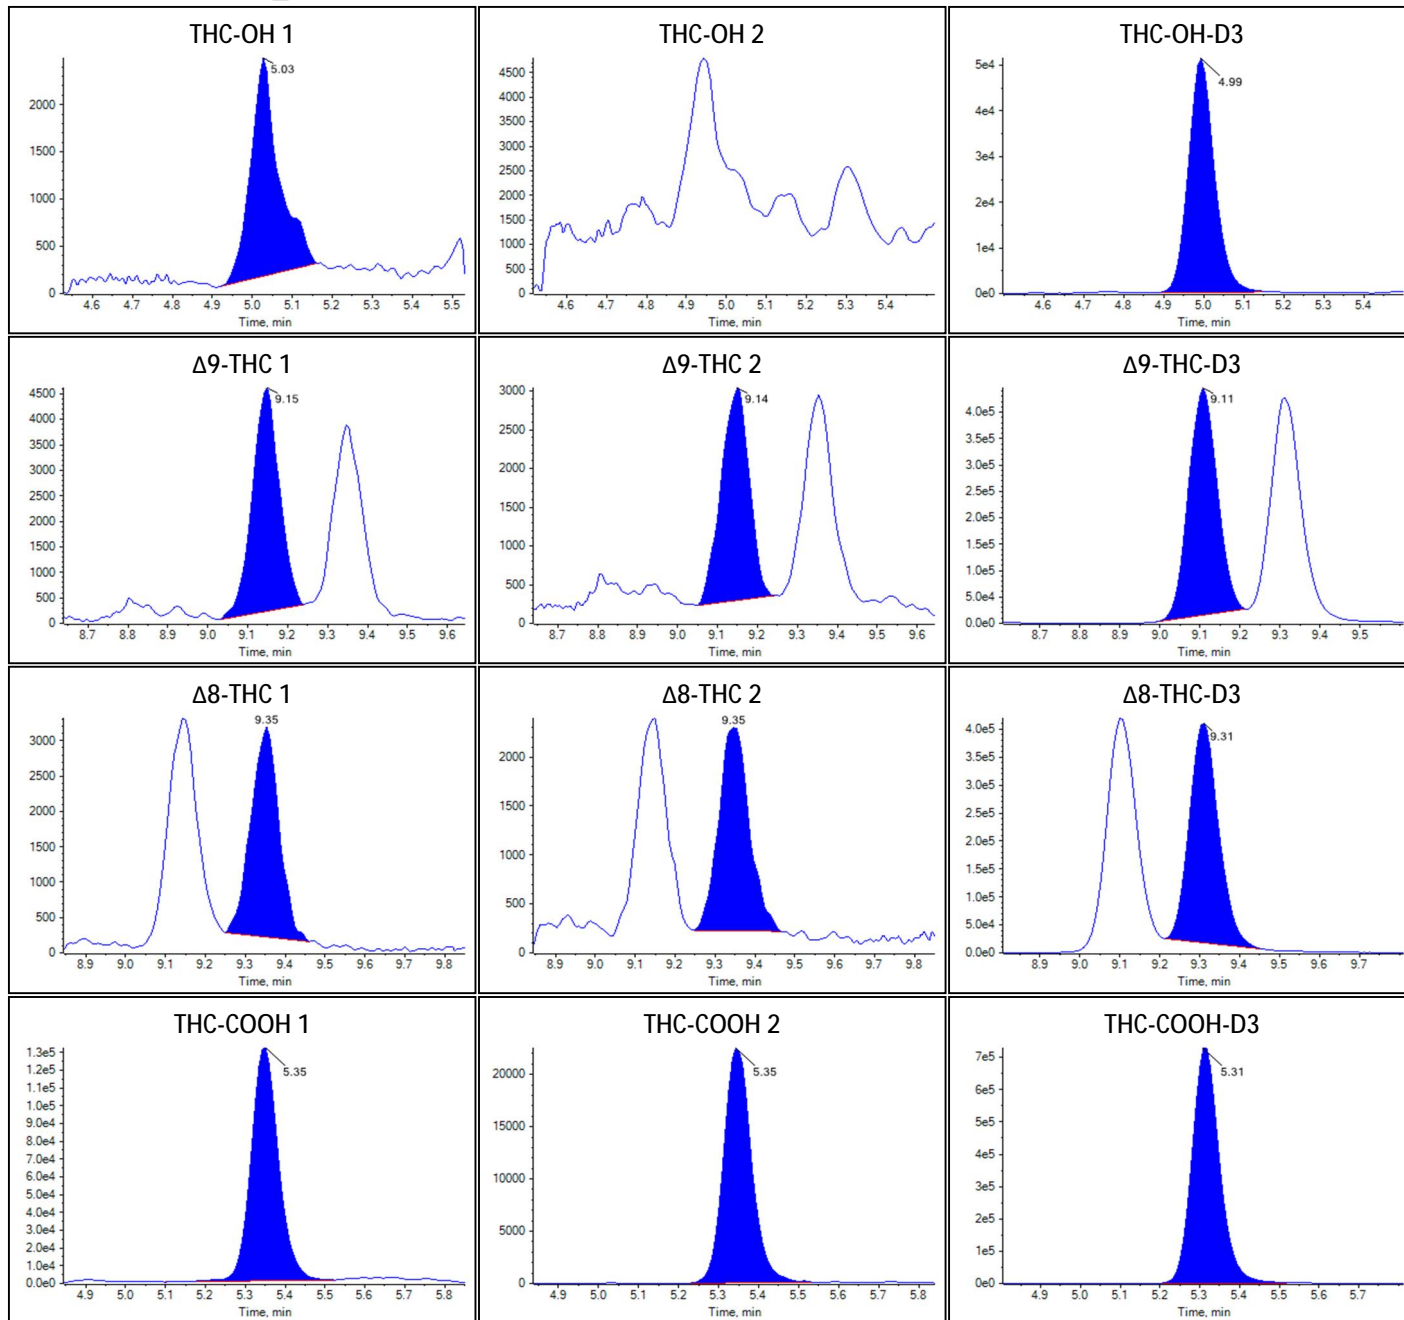 THC-OH 1
5.03
2000
1500
1000
500
0
4.6 4.7 4.8 4.9 5.0 5.1 5.2 5.3 5.4 5.5
Time, min
THC-OH 2
4500
4000
3500
3000
2500
2000
1500
1000
500
0
4.6 4.7 4.8 4.9 5.0 5.1 5.2 5.3 5.4
Time, min
THC-OH-D3
4.99
5e4
4e4
3e4
2e4
1e4
0e0
4.6 4.7 4.8 4.9 5.0 5.1 5.2 5.3 5.4
Time, min
Δ9-THC 1
9.15
4500
4000
3500
3000
2500
2000
1500
1000
500
0
8.7 8.8 8.9 9.0 9.1 9.2 9.3 9.4 9.5 9.6
Time, min
Δ9-THC 2
9.14
3000
2500
2000
1500
1000
500
0
8.7 8.8 8.9 9.0 9.1 9.2 9.3 9.4 9.5 9.6
Time, min
Δ9-THC-D3
9.11
4.0e5
3.5e5
3.0e5
2.5e5
2.0e5
1.5e5
1.0e5
5.0e4
0.0e0
8.7 8.8 8.9 9.0 9.1 9.2 9.3 9.4 9.5
Time, min
Δ8-THC 1
9.35
3000
2500
2000
1500
1000
500
0
8.9 9.0 9.1 9.2 9.3 9.4 9.5 9.6 9.7 9.8
Time, min
Δ8-THC 2
9.35
2000
1500
1000
500
0
8.9 9.0 9.1 9.2 9.3 9.4 9.5 9.6 9.7 9.8
Time, min
Δ8-THC-D3
9.31
4.0e5
3.5e5
3.0e5
2.5e5
2.0e5
1.5e5
1.0e5
5.0e4
0.0e0
8.9 9.0 9.1 9.2 9.3 9.4 9.5 9.6 9.7
Time, min
THC-COOH 1
5.35
1.3e5
1.2e5
1.1e5
1.0e5
9.0e4
8.0e4
7.0e4
6.0e4
5.0e4
4.0e4
3.0e4
2.0e4
1.0e4
0.0e0
4.9 5.0 5.1 5.2 5.3 5.4 5.5 5.6 5.7 5.8
Time, min
THC-COOH 2
5.35
20000
15000
10000
5000
0
4.9 5.0 5.1 5.2 5.3 5.4 5.5 5.6 5.7 5.8
Time, min
THC-COOH-D3
5.31
7e5
6e5
5e5
4e5
3e5
2e5
1e5
0e0
4.9 5.0 5.1 5.2 5.3 5.4 5.5 5.6 5.7
Time, min